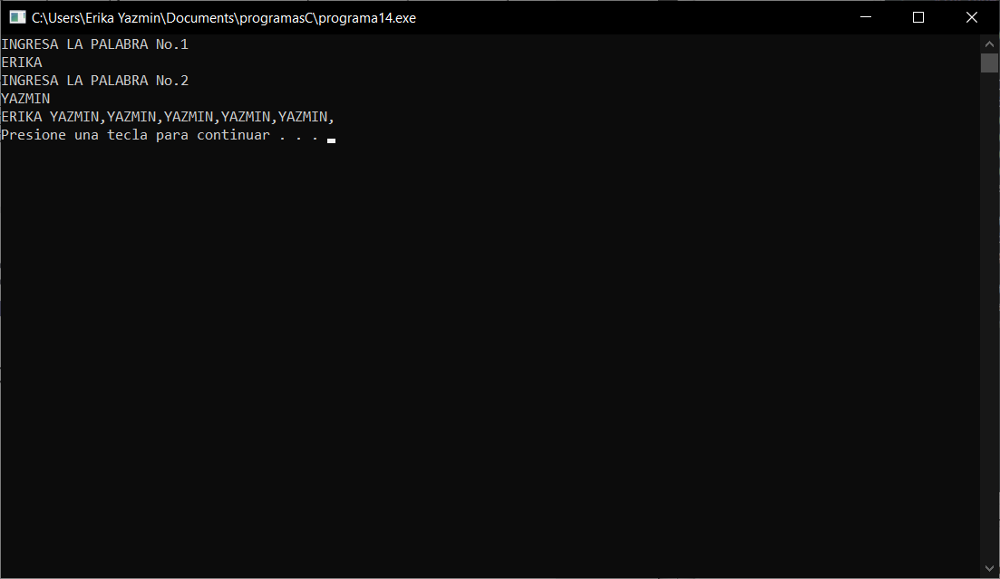 C:\Users\Erika Yazmin\Documents\programasC\programa14.exe
INGRESA LA PALABRA No.1
ERIKA
INGRESA LA PALABRA No.2
YAZMIN
ERIKA YAZMIN,YAZMIN,YAZMIN,YAZMIN,YAZMIN,
Presione una tecla para continuar . . .